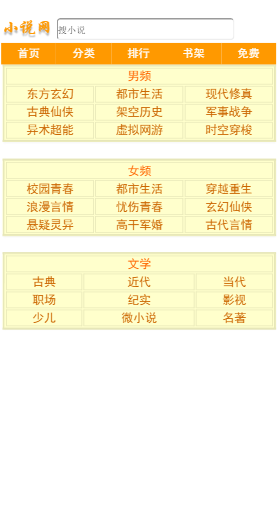 小说网 搜小说
首页 分类 排行 书架 免费
男频
东方玄幻 都市生活 现代修真
古典仙侠 架空历史 军事战争
异术超能 虚拟网游 时空穿梭
女频
校园青春 都市生活 穿越重生
浪漫言情 忧伤青春 玄幻仙侠
悬疑灵异 高干军婚 古代言情
文学
古典 近代 当代
职场 纪实 影视
少儿 微小说 名著